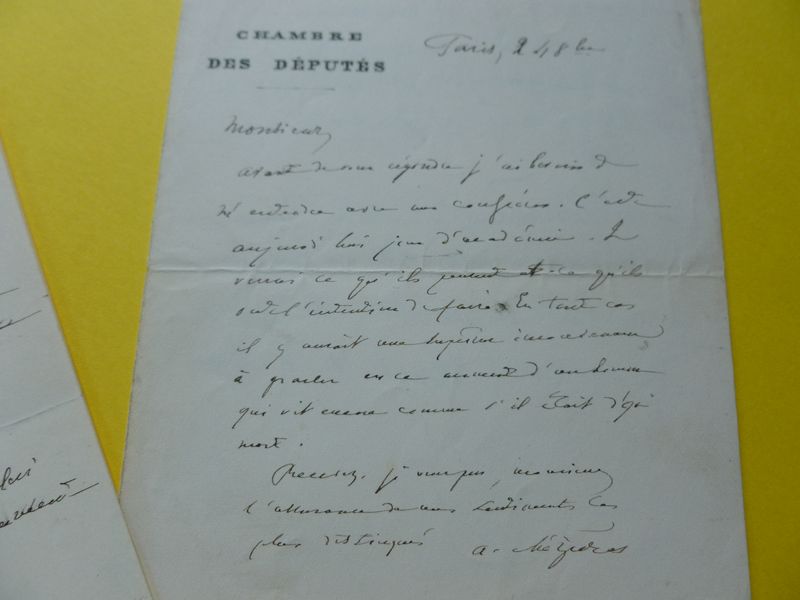 CHAMBRE
DES DÉPUTÉS
Paris, 24 8bre
Monsieur,
avant de vous répondre j'ai besoin de
m'entendre avec mes confrères. C'est
aujourd'hui jour d'académie. Je
verrai ce qu'ils pensent et ce qu'ils
ont l'intention de faire. En tout cas
il y aurait une suprême inconvenance
à parler en ce moment d'un homme
qui vit encore comme s'il était déjà
mort.
Recevez, je vous prie, monsieur
l'assurance de mes sentiments les
plus distingués
A. Mézières